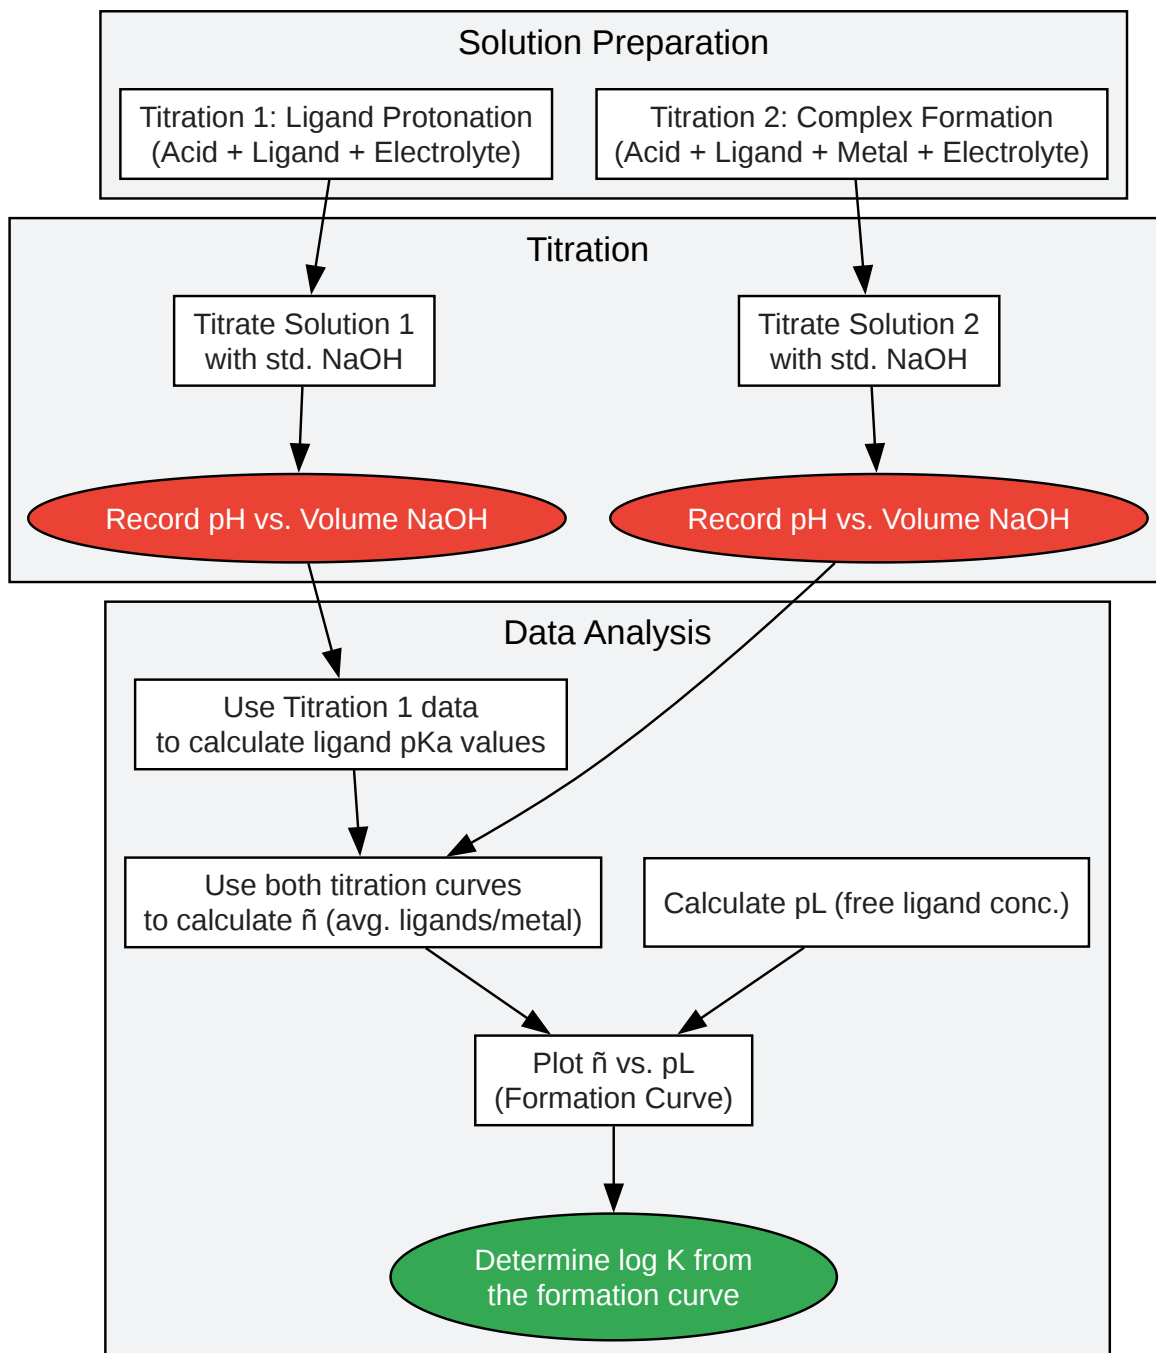 Solution Preparation
Titration 1: Ligand Protonation
(Acid + Ligand + Electrolyte)
Titration 2: Complex Formation
(Acid + Ligand + Metal + Electrolyte)
Titration
Titrate Solution 1
with std. NaOH
Titrate Solution 2
with std. NaOH
Record pH vs. Volume NaOH
Record pH vs. Volume NaOH
Data Analysis
Use Titration 1 data
to calculate ligand pKa values
Use both titration curves
to calculate ñ (avg. ligands/metal)
Calculate pL (free ligand conc.)
Plot ñ vs. pL
(Formation Curve)
Determine log K from
the formation curve